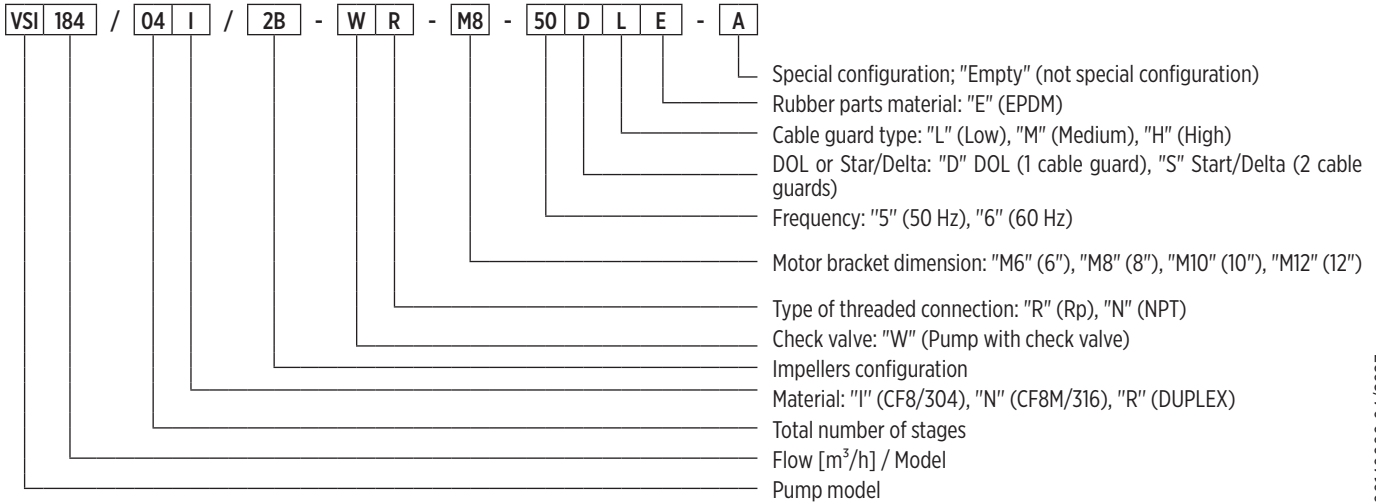 VSI 184 / 04 I / 2B - W R - M8 - 50 D L E - A
Special configuration; "Empty" (not special configuration)
Rubber parts material: "E" (EPDM)
Cable guard type: "L" (Low), "M" (Medium), "H" (High)
DOL or Star/Delta: "D" DOL (1 cable guard), "S" Start/Delta (2 cable
guards)
Frequency: "5" (50 Hz), "6" (60 Hz)
Motor bracket dimension: "M6" (6"), "M8" (8"), "M10" (10"), "M12" (12")
Type of threaded connection: "R" (Rp), "N" (NPT)
Check valve: "W" (Pump with check valve)
Impellers configuration
Material: "I" (CF8/304), "N" (CF8M/316), "R" (DUPLEX)
Total number of stages
Flow [m³/h] / Model
Pump model